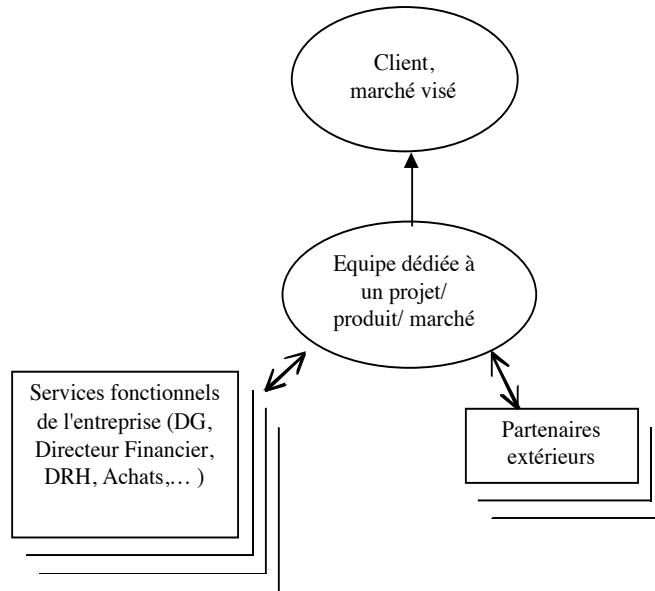 Client,
marché visé
Equipe dédiée à
un projet/
produit/ marché
Services fonctionnels
de l'entreprise (DG,
Directeur Financier,
DRH, Achats,… )
Partenaires
extérieurs